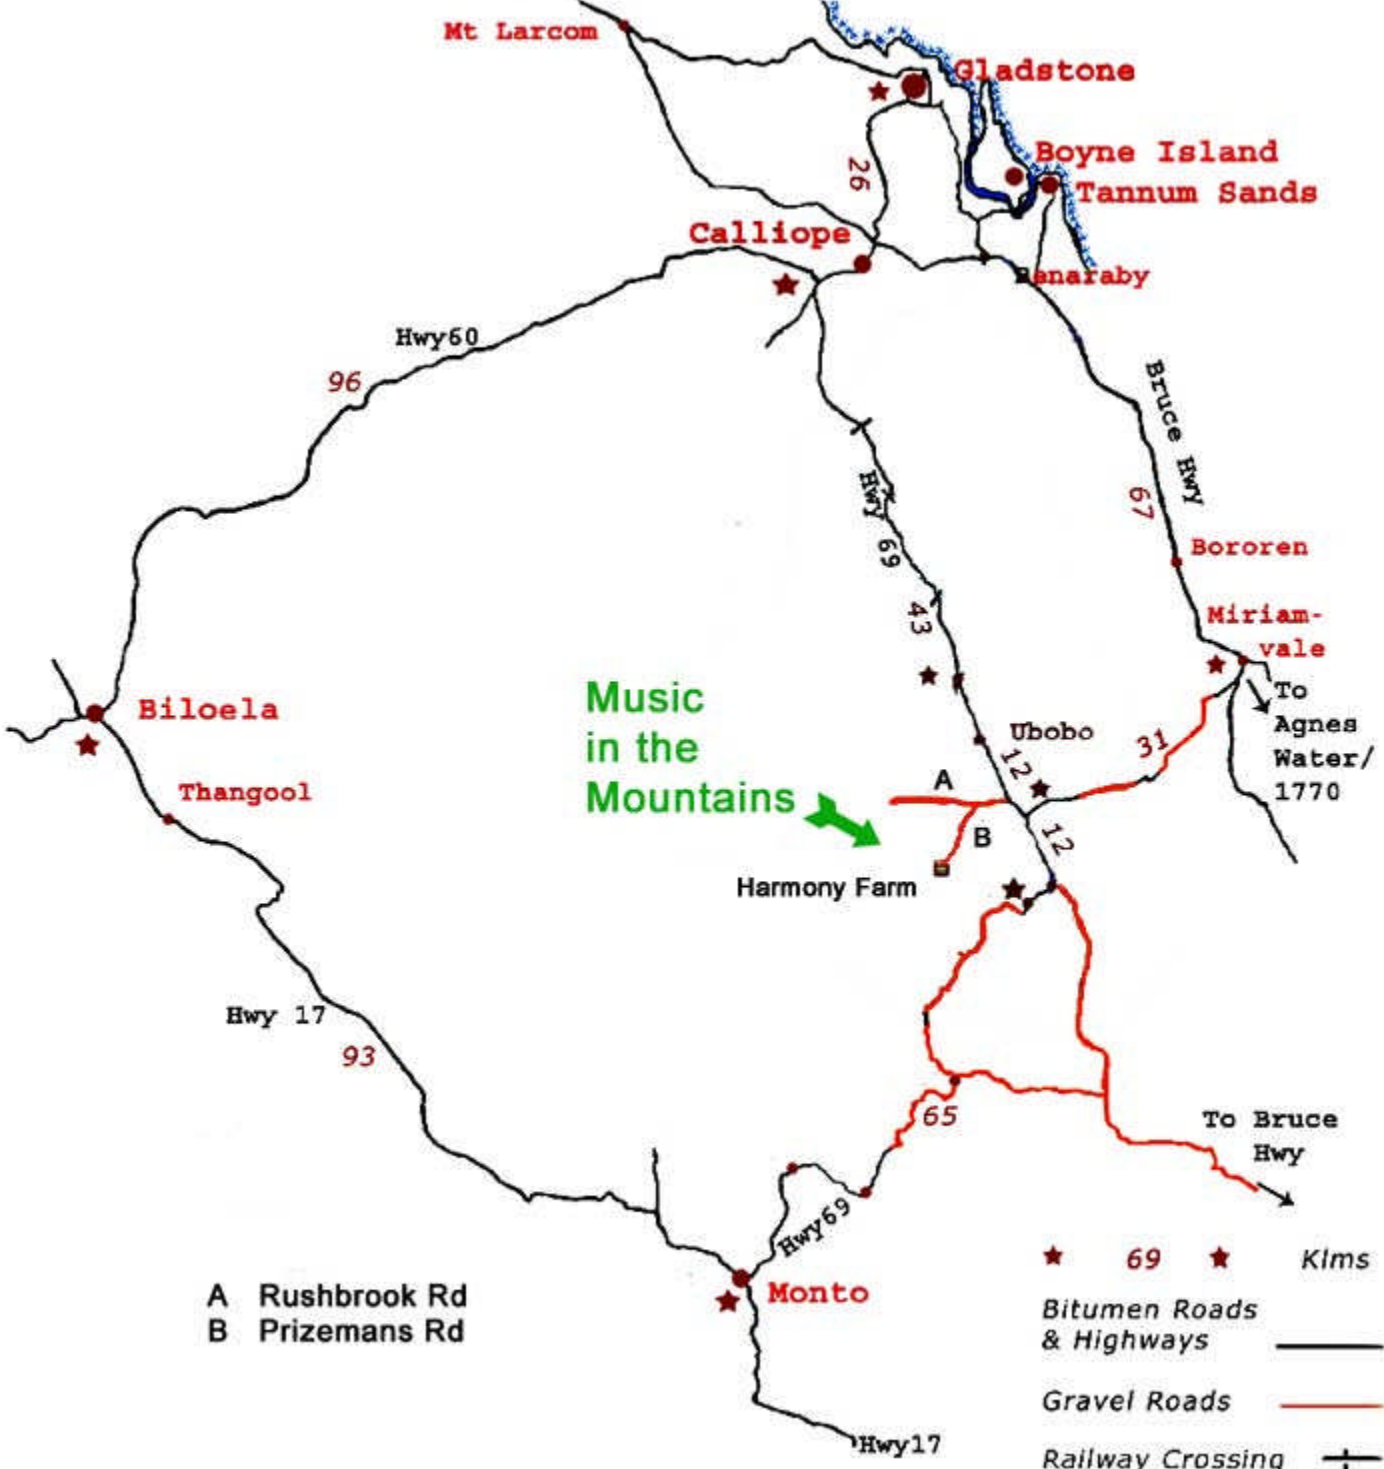 Mt Larcom
Gladstone
26
Boyne Island
Tannum Sands
Calliope
Benaraby
Hwy60
96
Bruce Hwy
67
Hwy 69
43
Bororen
Miriam-
vale
Biloela
Music
in the
Mountains
Ubobo
12
31
To
Agnes
Water/
1770
Thangool
A
B
12
Harmony Farm
Hwy 17
93
65
To Bruce
Hwy
Hwy69
Monto
Hwy17
A Rushbrook Rd
B Prizemans Rd
69 Klms
Bitumen Roads
& Highways
Gravel Roads
Railway Crossing